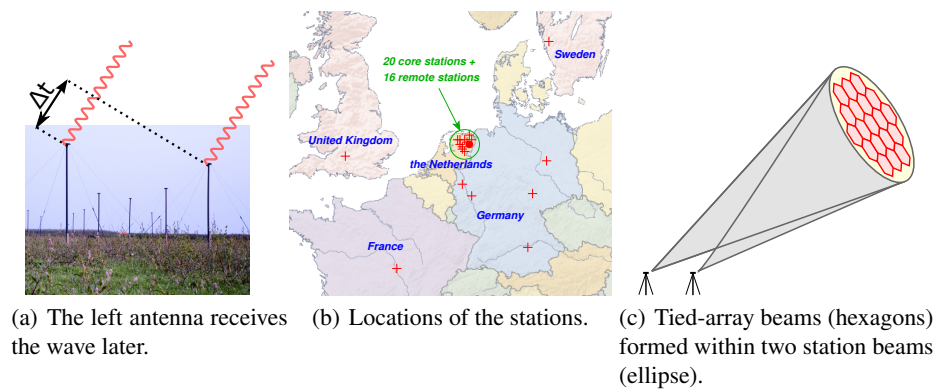 Δt
20 core stations +
16 remote stations
Sweden
United Kingdom
the Netherlands
Germany
France
(a) The left antenna receives
the wave later.
(b) Locations of the stations.
(c) Tied-array beams (hexagons)
formed within two station beams
(ellipse).